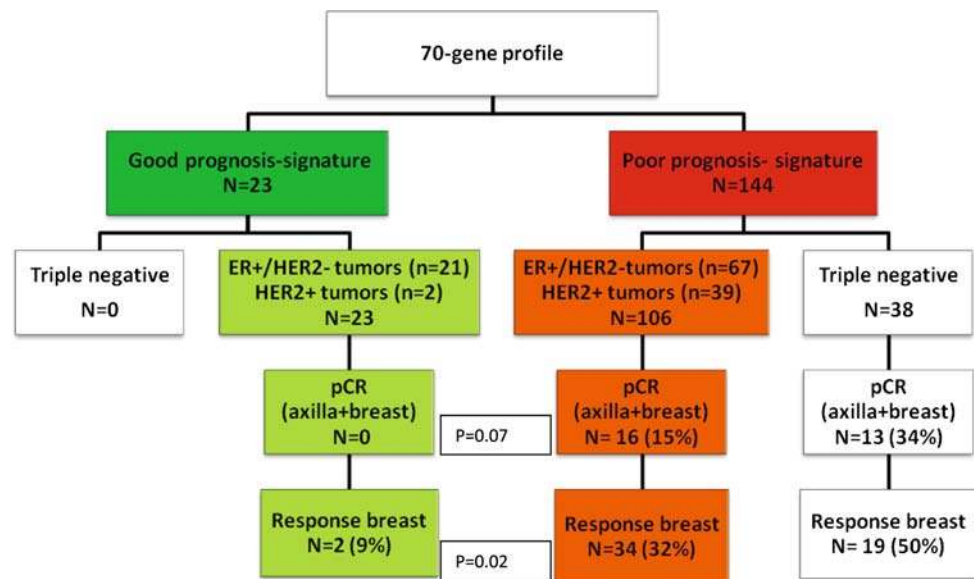 70-gene profile
Good prognosis-signature
N=23
Poor prognosis- signature
N=144
Triple negative
N=0
ER+/HER2- tumors (n=21)
HER2+ tumors (n=2)
N=23
ER+/HER2-tumors (n=67)
HER2+ tumors (n=39)
N=106
Triple negative
N=38
pCR
(axilla+breast)
N=0
P=0.07
pCR
(axilla+breast)
N= 16 (15%)
pCR
(axilla+breast)
N=13 (34%)
Response breast
N=2 (9%)
P=0.02
Response breast
N=34 (32%)
Response breast
N= 19 (50%)